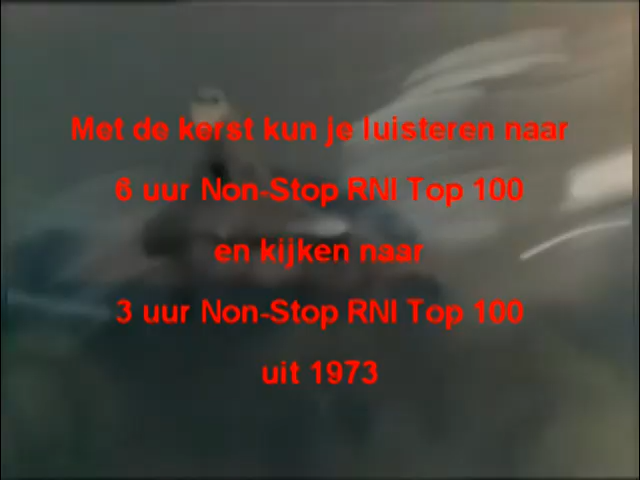 Met de kerst kun je luisteren naar
6 uur Non-Stop RNI Top 100
en kijken naar
3 uur Non-Stop RNI Top 100
uit 1973